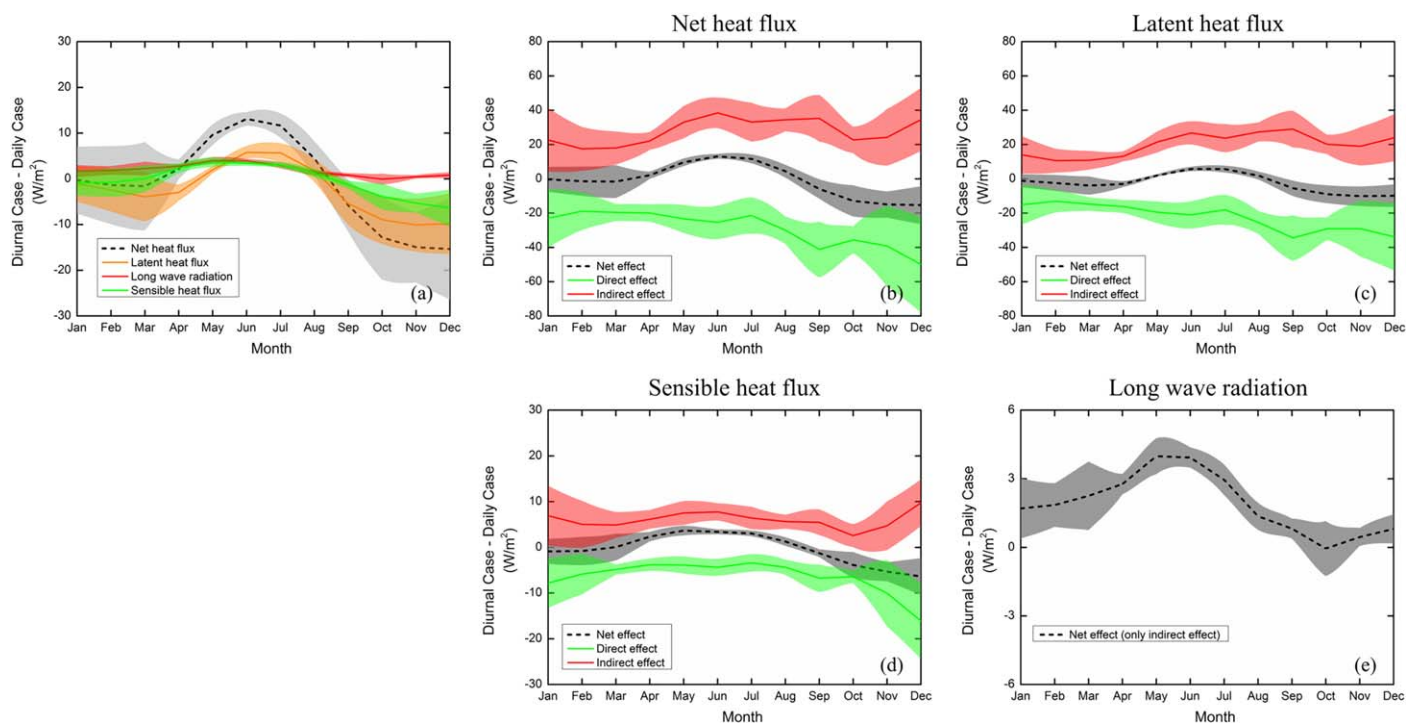 Net heat flux
Latent heat flux
30
20
10
0
-10
-20
-30
Diurnal Case - Daily Case
(W/m²)
Net heat flux
Latent heat flux
Long wave radiation
Sensible heat flux
(a)
Jan Feb Mar Apr May Jun Jul Aug Sep Oct Nov Dec
Month
80
60
40
20
0
-20
-40
-60
-80
Diurnal Case - Daily Case
(W/m²)
Net effect
Direct effect
Indirect effect
(b)
Jan Feb Mar Apr May Jun Jul Aug Sep Oct Nov Dec
Month
80
60
40
20
0
-20
-40
-60
-80
Diurnal Case - Daily Case
(W/m²)
Net effect
Direct effect
Indirect effect
(c)
Jan Feb Mar Apr May Jun Jul Aug Sep Oct Nov Dec
Month
Sensible heat flux
Long wave radiation
30
20
10
0
-10
-20
-30
Diurnal Case - Daily Case
(W/m²)
Net effect
Direct effect
Indirect effect
(d)
Jan Feb Mar Apr May Jun Jul Aug Sep Oct Nov Dec
Month
6
3
0
-3
-6
Diurnal Case - Daily Case
(W/m²)
Net effect (only indirect effect)
(e)
Jan Feb Mar Apr May Jun Jul Aug Sep Oct Nov Dec
Month